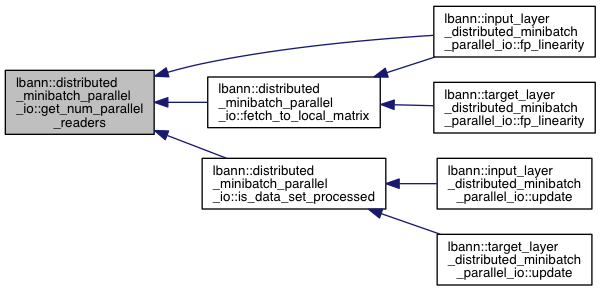 lbann::distributed
_minibatch_parallel
_io::get_num_parallel
_readers
lbann::input_layer
_distributed_minibatch
_parallel_io::fp_linearity
lbann::distributed
_minibatch_parallel
_io::fetch_to_local_matrix
lbann::target_layer
_distributed_minibatch
_parallel_io::fp_linearity
lbann::distributed
_minibatch_parallel
_io::is_data_set_processed
lbann::input_layer
_distributed_minibatch
_parallel_io::update
lbann::target_layer
_distributed_minibatch
_parallel_io::update